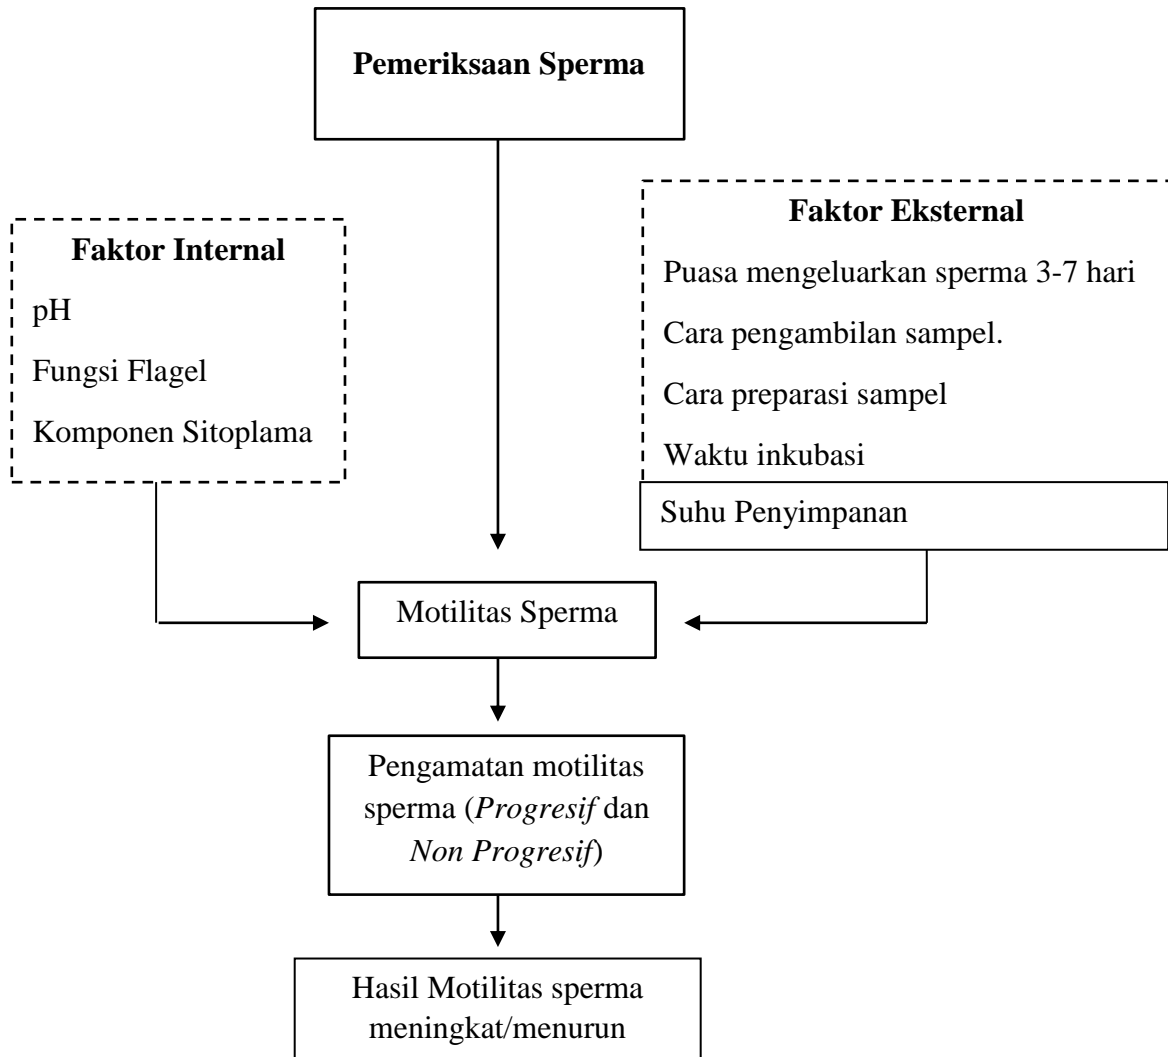 Pemeriksaan Sperma
Faktor Internal
pH
Fungsi Flagel
Komponen Sitoplama
Faktor Eksternal
Puasa mengeluarkan sperma 3-7 hari
Cara pengambilan sampel.
Cara preparasi sampel
Waktu inkubasi
Suhu Penyimpanan
Motilitas Sperma
Pengamatan motilitas
sperma (Progresif dan
Non Progresif)
Hasil Motilitas sperma
meningkat/menurun